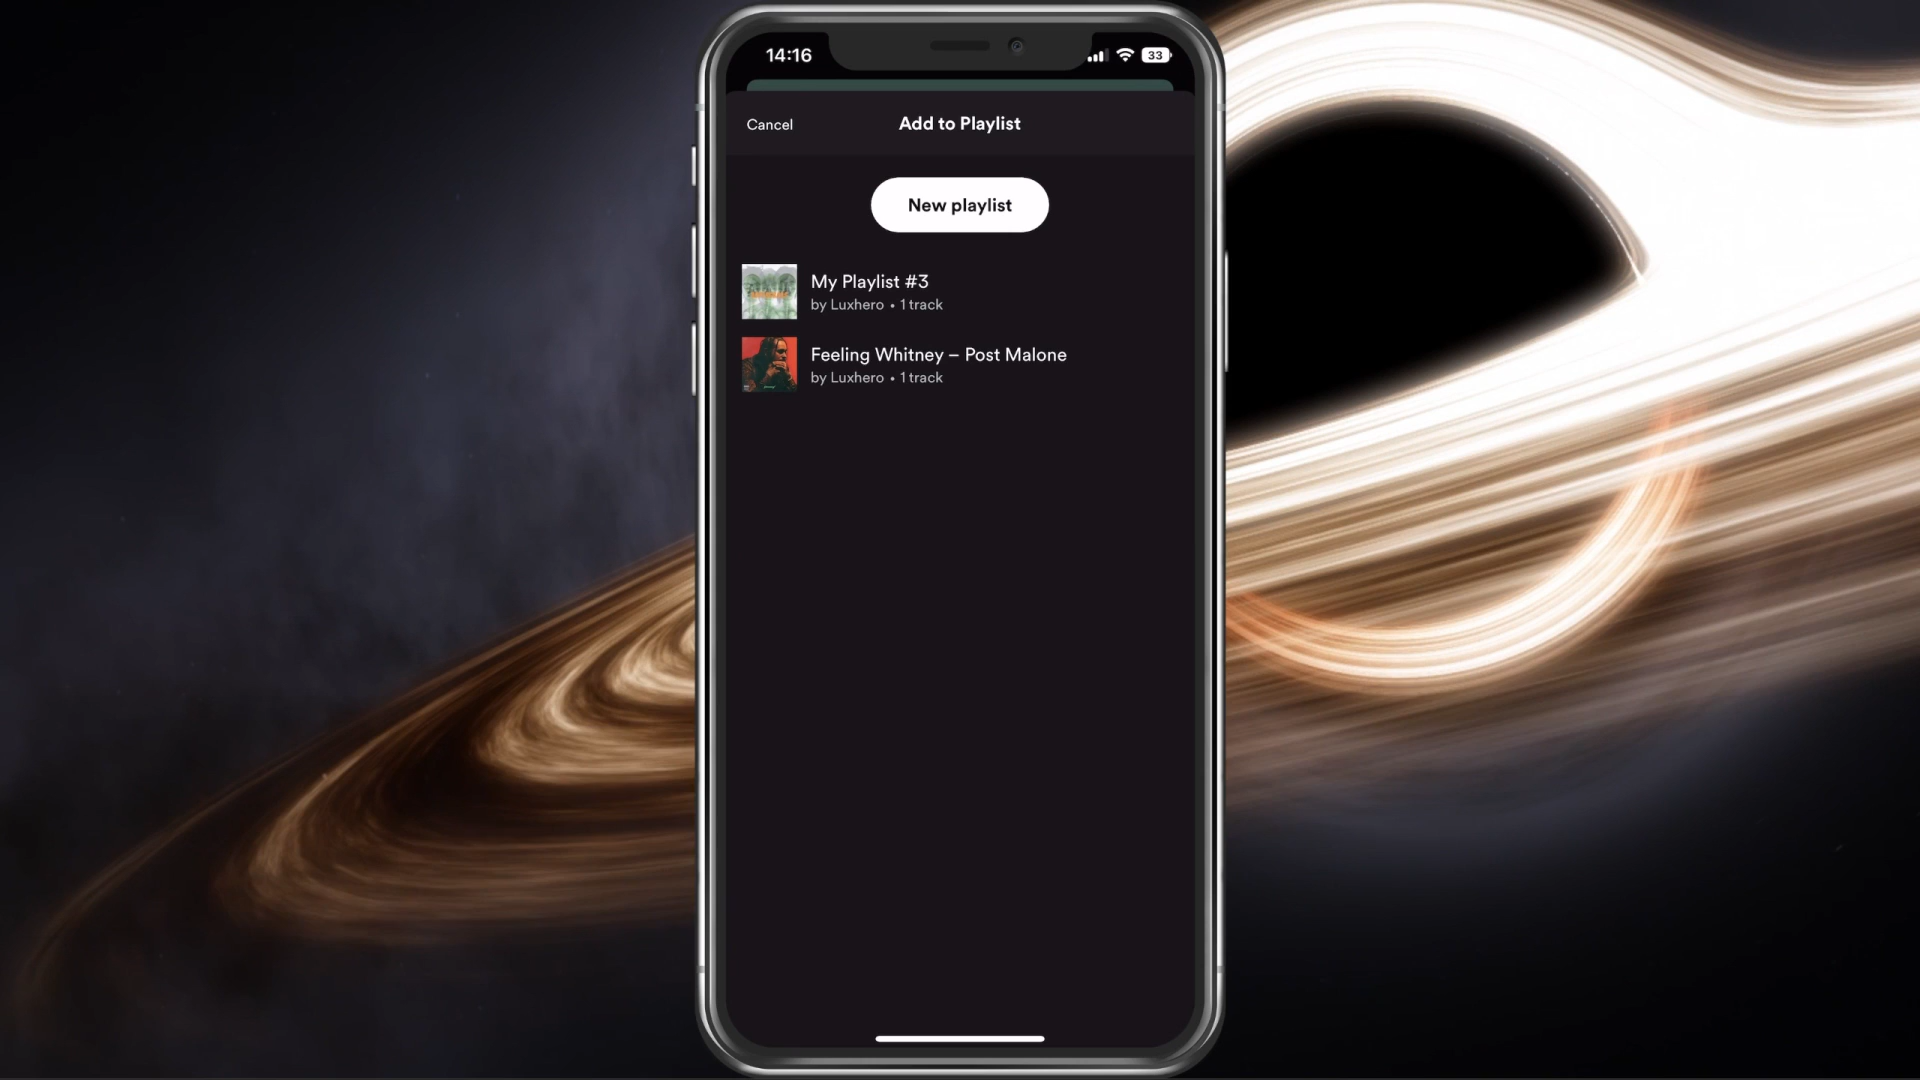 14:16
33
Cancel
Add to Playlist
New playlist
My Playlist #3
by Luxhero • 1 track
Feeling Whitney – Post Malone
by Luxhero • 1 track